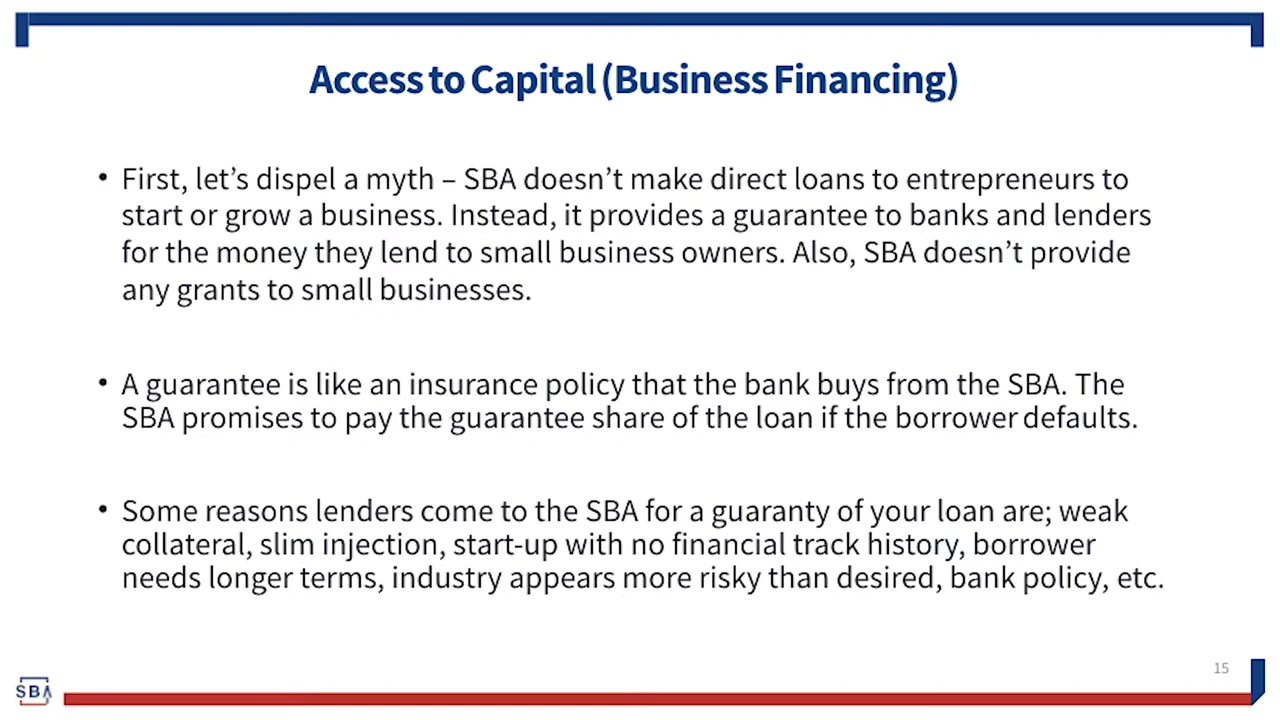 Access to Capital (Business Financing)
• First, let’s dispel a myth – SBA doesn’t make direct loans to entrepreneurs to
start or grow a business. Instead, it provides a guarantee to banks and lenders
for the money they lend to small business owners. Also, SBA doesn’t provide
any grants to small businesses.
• A guarantee is like an insurance policy that the bank buys from the SBA. The
SBA promises to pay the guarantee share of the loan if the borrower defaults.
• Some reasons lenders come to the SBA for a guaranty of your loan are; weak
collateral, slim injection, start-up with no financial track history, borrower
needs longer terms, industry appears more risky than desired, bank policy, etc.
15
SBA